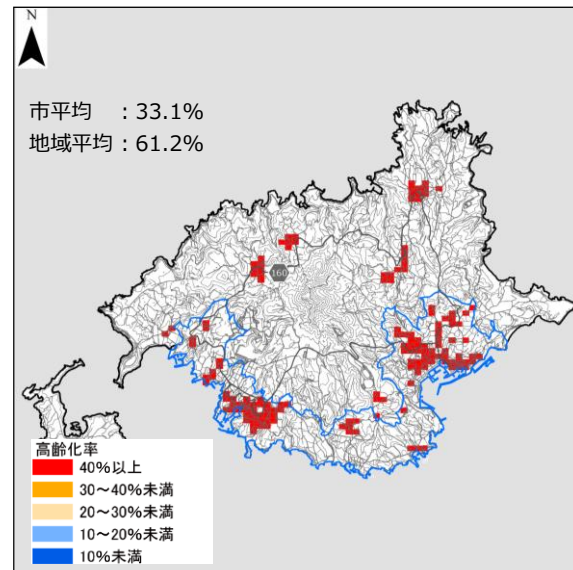 N
市平均　：33.1%
地域平均：61.2%
160
高齢化率
40%以上
30～40%未満
20～30%未満
10～20%未満
10%未満